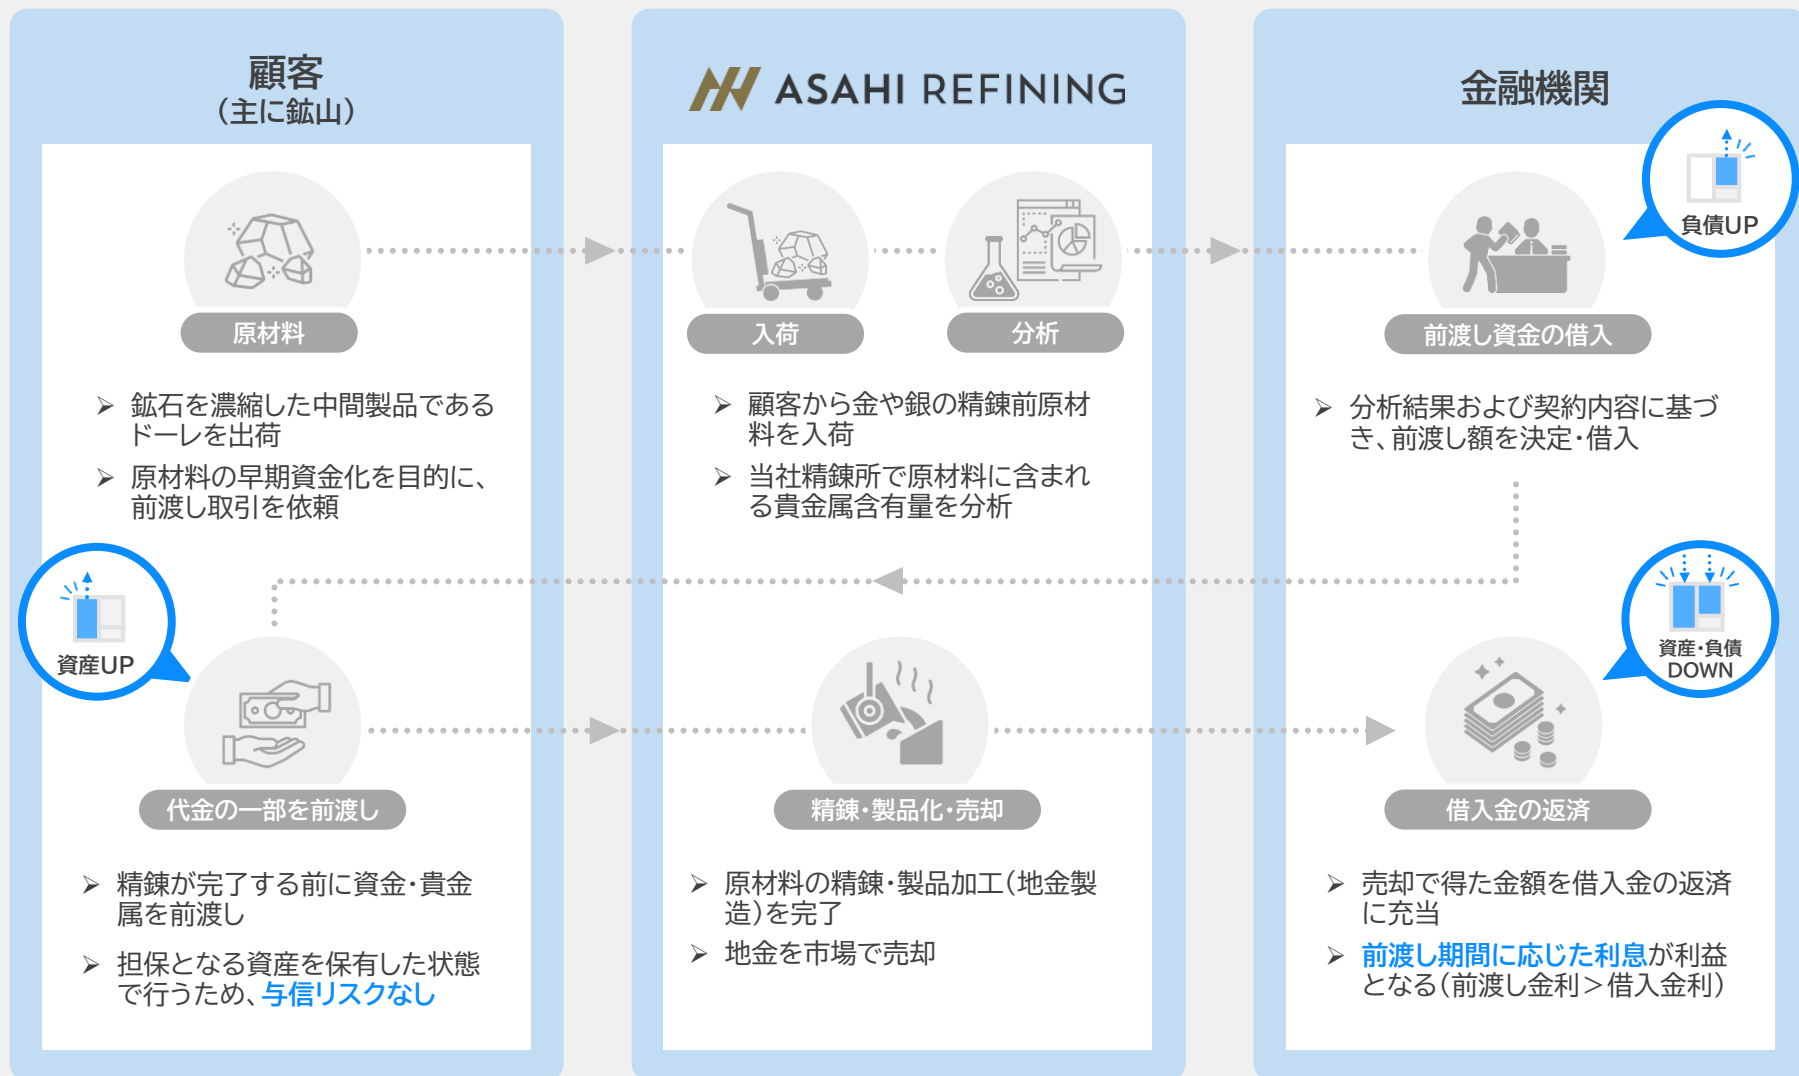 顧客
（主に鉱山）
ASAHI REFINING
金融機関
負債UP
原材料
入荷
分析
前渡し資金の借入
➢ 鉱石を濃縮した中間製品である
ドーレを出荷
➢ 原材料の早期資金化を目的に、
前渡し取引を依頼
➢ 顧客から金や銀の精錬前原材
料を入荷
➢ 当社精錬所で原材料に含まれ
る貴金属含有量を分析
➢ 分析結果および契約内容に基づ
き、前渡し額を決定・借入
資産UP
資産・負債
DOWN
代金の一部を前渡し
精錬・製品化・売却
借入金の返済
➢ 精錬が完了する前に資金・貴金
属を前渡し
➢ 担保となる資産を保有した状態
で行うため、与信リスクなし
➢ 原材料の精錬・製品加工（地金製
造）を完了
➢ 地金を市場で売却
➢ 売却で得た金額を借入金の返済
に充当
➢ 前渡し期間に応じた利息が利益
となる（前渡し金利＞借入金利）